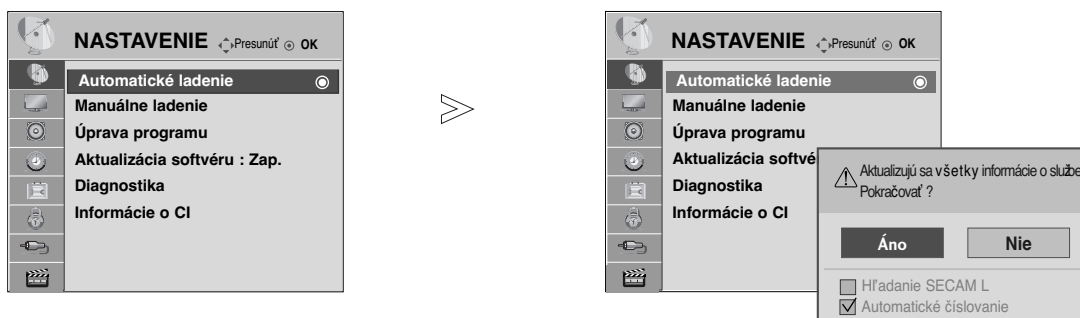 NASTAVENIE Presunúť OK
Automatické ladenie
Manuálne ladenie
Úprava programu
Aktualizácia softvéru : Zap.
Diagnostika
Informácie o CI
NASTAVENIE Presunúť OK
Automatické ladenie
Manuálne ladenie
Úprava programu
Aktualizácia softvé
Diagnostika
Informácie o CI
Aktualizujú sa všetky informácie o službe
Pokračovať ?
Áno Nie
Hľadanie SECAM L
Automatické číslovanie